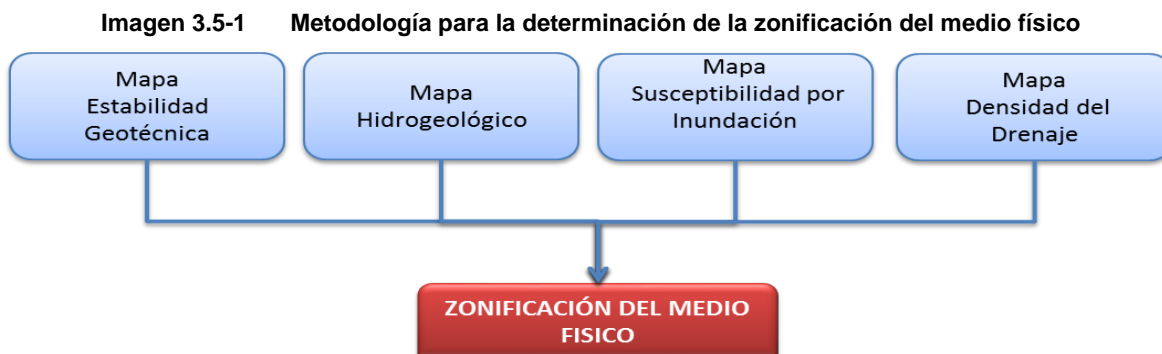 Imagen 3.5-1 Metodología para la determinación de la zonificación del medio físico
Mapa
Estabilidad
Geotécnica
Mapa
Hidrogeológico
Mapa
Susceptibilidad por
Inundación
Mapa
Densidad del
Drenaje
ZONIFICACIÓN DEL MEDIO
FISICO